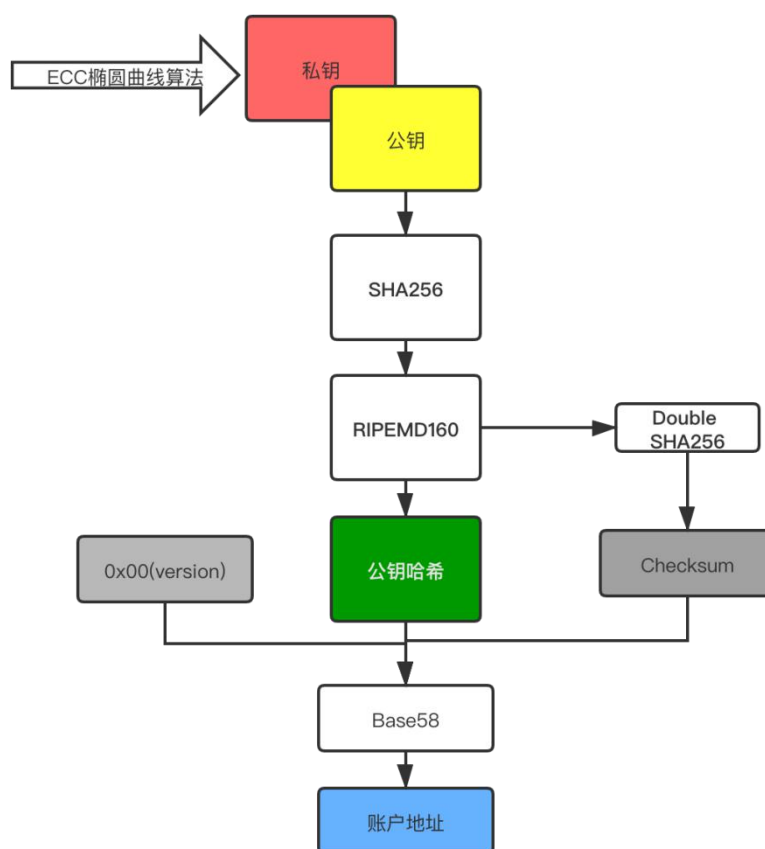 私钥
ECC椭圆曲线算法
公钥
SHA256
RIPEMD160
Double
SHA256
0x00(version)
公钥哈希
Checksum
Base58
账户地址